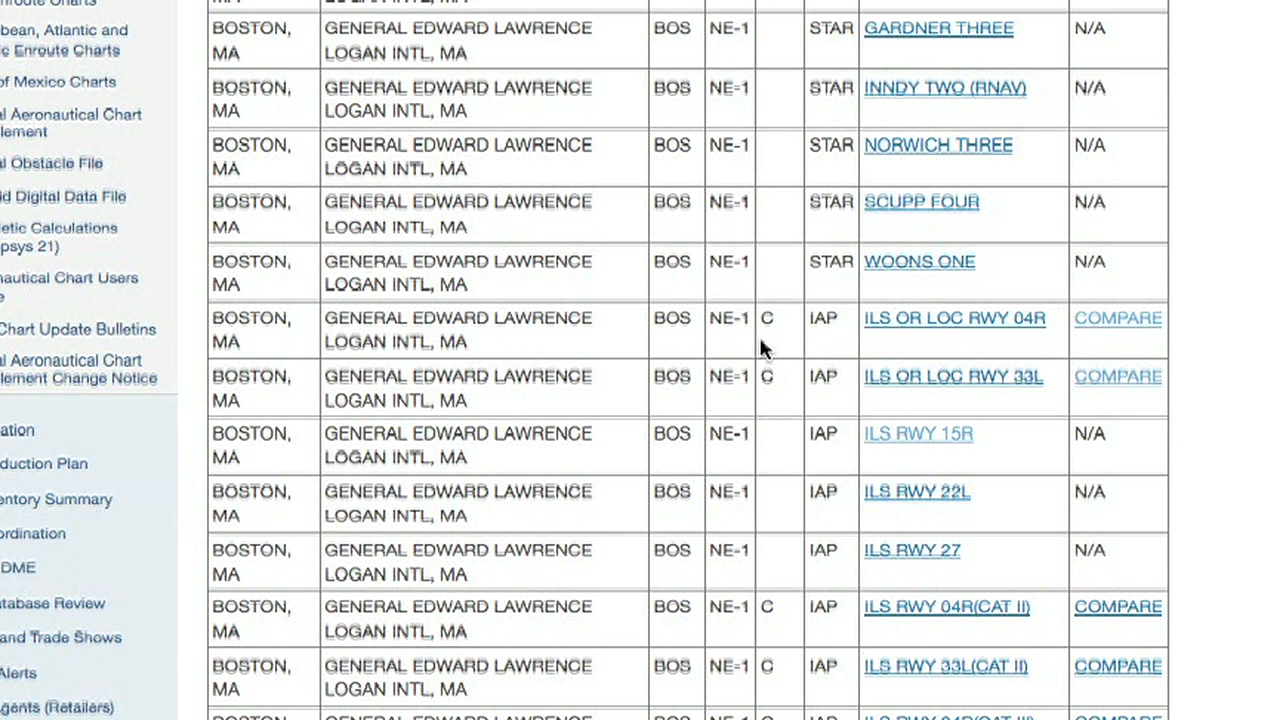 bean, Atlantic and
c Enroute Charts
of Mexico Charts
al Aeronautical Chart
lement
al Obstacle File
id Digital Data File
etic Calculations
psys 21)
nautical Chart Users
e
Chart Update Bulletins
al Aeronautical Chart
lement Change Notice
ation
duction Plan
entory Summary
ordination
DME
atabase Review
and Trade Shows
Alerts
gents (Retailers)
BOSTON, GENERAL EDWARD LAWRENCE BOS NE-1 STAR GARDNER THREE N/A
MA LOGAN INTL, MA
BOSTON, GENERAL EDWARD LAWRENCE BOS NE-1 STAR INNDY TWO (RNAV) N/A
MA LOGAN INTL, MA
BOSTON, GENERAL EDWARD LAWRENCE BOS NE-1 STAR NORWICH THREE N/A
MA LOGAN INTL, MA
BOSTON, GENERAL EDWARD LAWRENCE BOS NE-1 STAR SCUPP FOUR N/A
MA LOGAN INTL, MA
BOSTON, GENERAL EDWARD LAWRENCE BOS NE-1 STAR WOONS ONE N/A
MA LOGAN INTL, MA
BOSTON, GENERAL EDWARD LAWRENCE BOS NE-1 C IAP ILS OR LOC RWY 04R COMPARE
MA LOGAN INTL, MA
BOSTON, GENERAL EDWARD LAWRENCE BOS NE-1 C IAP ILS OR LOC RWY 33L COMPARE
MA LOGAN INTL, MA
BOSTON, GENERAL EDWARD LAWRENCE BOS NE-1 IAP ILS RWY 15R N/A
MA LOGAN INTL, MA
BOSTON, GENERAL EDWARD LAWRENCE BOS NE-1 IAP ILS RWY 22L N/A
MA LOGAN INTL, MA
BOSTON, GENERAL EDWARD LAWRENCE BOS NE-1 IAP ILS RWY 27 N/A
MA LOGAN INTL, MA
BOSTON, GENERAL EDWARD LAWRENCE BOS NE-1 C IAP ILS RWY 04R(CAT II) COMPARE
MA LOGAN INTL, MA
BOSTON, GENERAL EDWARD LAWRENCE BOS NE-1 C IAP ILS RWY 33L(CAT II) COMPARE
MA LOGAN INTL, MA